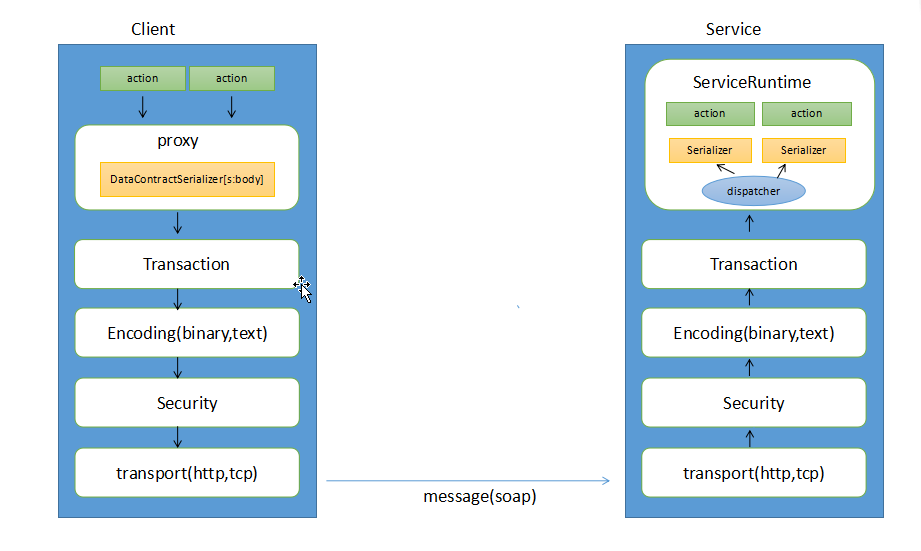 Client
action
action
proxy
DataContractSerializer[s:body]
Transaction
Encoding(binary,text)
Security
transport(http,tcp)
message(soap)
Service
ServiceRuntime
action
action
Serializer
Serializer
dispatcher
Transaction
Encoding(binary,text)
Security
transport(http,tcp)